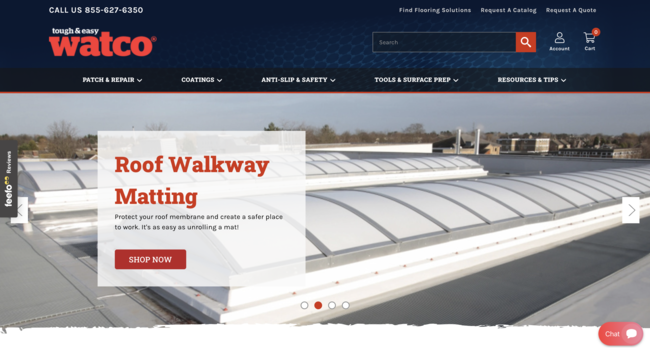 CALL US 855-627-6350
Find Flooring Solutions
Request A Catalog
Request A Quote
tough & easy
watco®
Search
Account
0
Cart
PATCH & REPAIR
COATINGS
ANTI-SLIP & SAFETY
TOOLS & SURFACE PREP
RESOURCES & TIPS
Roof Walkway
Matting
Protect your roof membrane and create a safer place
to work. It's as easy as unrolling a mat!
SHOP NOW
feefo Reviews
Chat